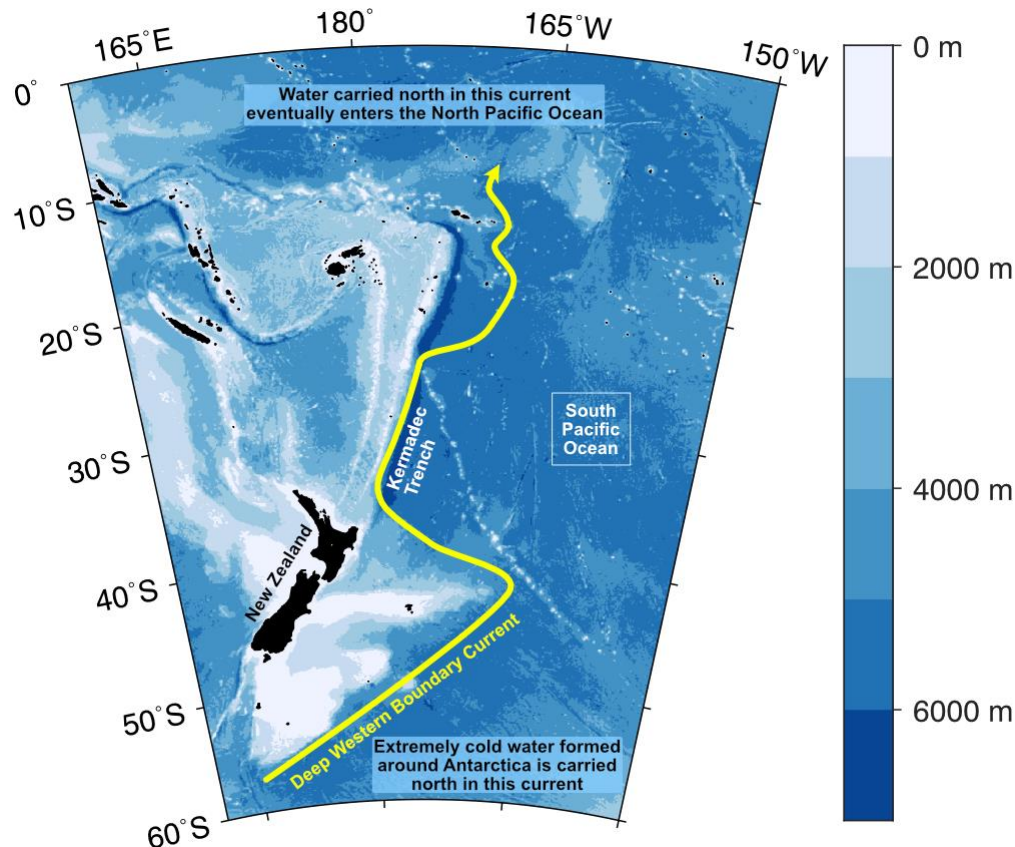 165°E
180°
165°W
150°W
0°
10°S
20°S
30°S
40°S
50°S
60°S
Water carried north in this current
eventually enters the North Pacific Ocean
South
Pacific
Ocean
Kermadec
Trench
New Zealand
Deep Western Boundary Current
Extremely cold water formed
around Antarctica is carried
north in this current
0 m
2000 m
4000 m
6000 m